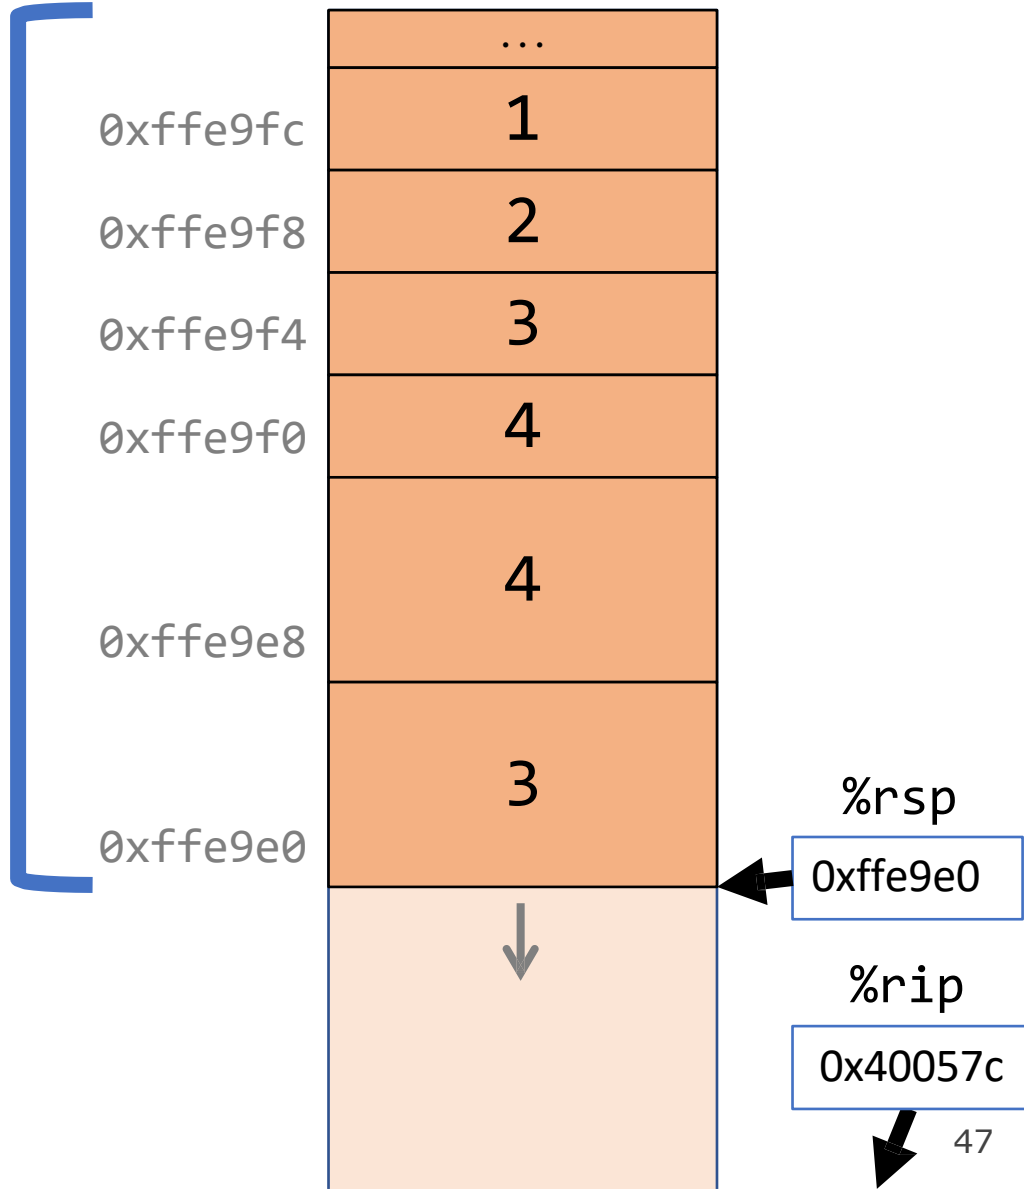 ...
0xffe9fc 1
0xffe9f8 2
0xffe9f4 3
0xffe9f0 4
4
0xffe9e8
3
%rsp
0xffe9e0
0xffe9e0
%rip
0x40057c
47